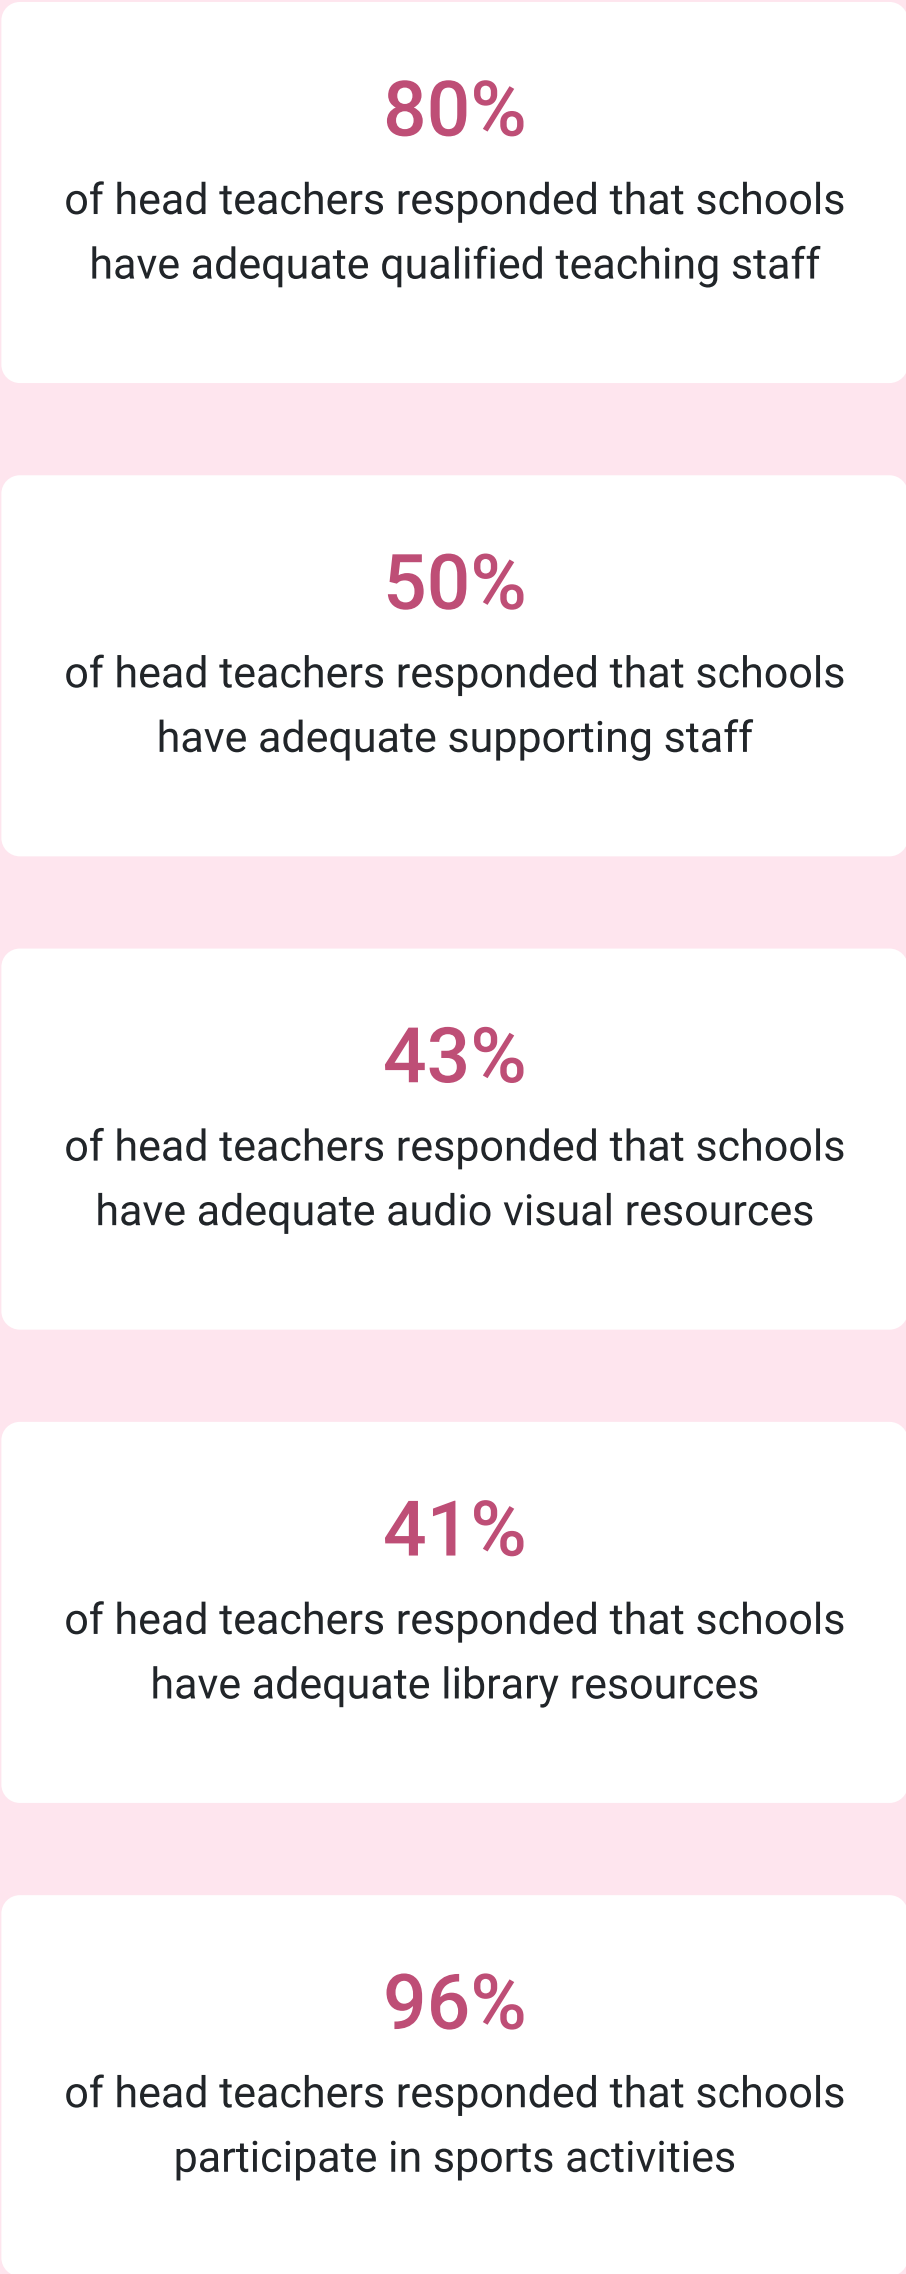 80%
of head teachers responded that schools
have adequate qualified teaching staff
50%
of head teachers responded that schools
have adequate supporting staff
43%
of head teachers responded that schools
have adequate audio visual resources
41%
of head teachers responded that schools
have adequate library resources
96%
of head teachers responded that schools
participate in sports activities